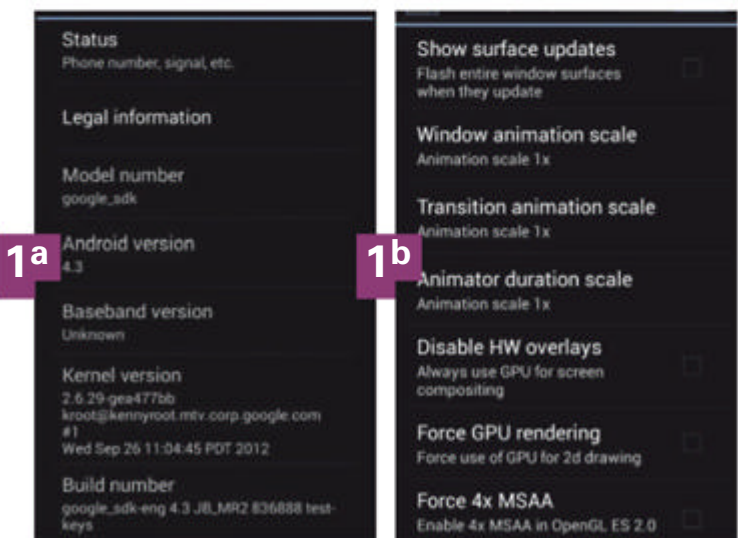 1a
Status
Phone number, signal, etc.
Legal information
Model number
google_sdk
Android version
4.3
Baseband version
Unknown
Kernel version
2.6.29-gea477bb
kroot@kennyroot.mtv.corp.google.com
#1
Wed Sep 26 11:04:45 PDT 2012
Build number
google_sdk-eng 4.3 JB_MR2 836888 test-
keys
1b
Show surface updates
Flash entire window surfaces
when they update
Window animation scale
Animation scale 1x
Transition animation scale
Animation scale 1x
Animator duration scale
Animation scale 1x
Disable HW overlays
Always use GPU for screen
compositing
Force GPU rendering
Force use of GPU for 2d drawing
Force 4x MSAA
Enable 4x MSAA in OpenGL ES 2.0